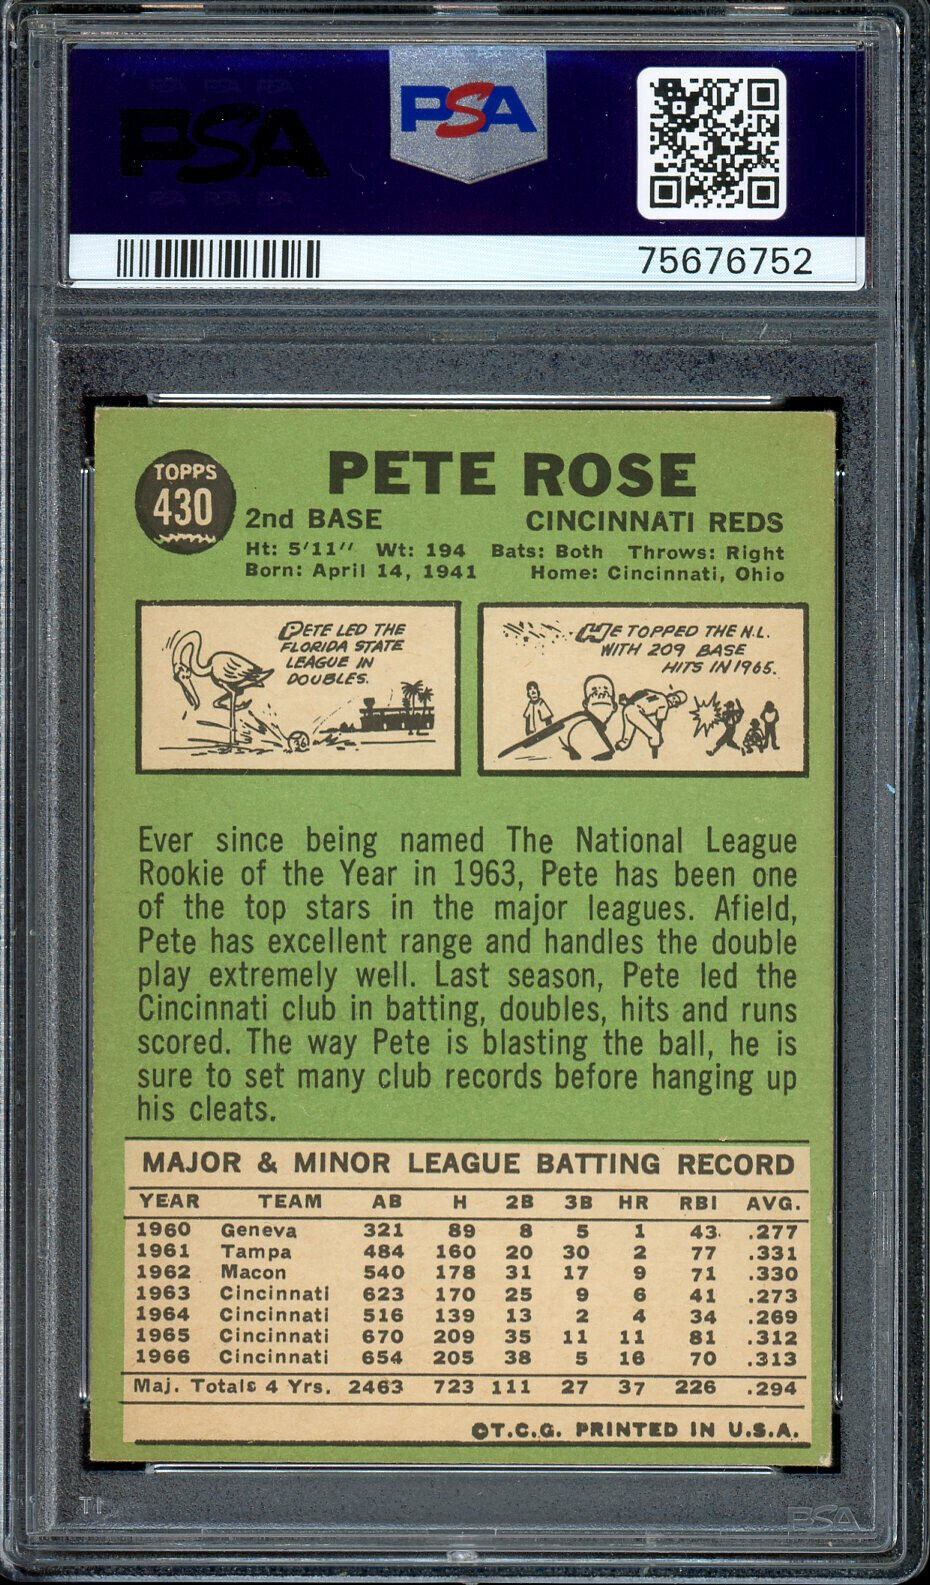 PSA
PSA
75676752
TOPPS
430
PETE ROSE
2nd BASE CINCINNATI REDS
Ht: 5'11″ Wt: 194 Bats: Both Throws: Right
Born: April 14, 1941 Home: Cincinnati, Ohio
PETE LED THE
FLORIDA STATE
LEAGUE IN
DOUBLES.
36
HE TOPPED THE N.L.
WITH 209 BASE
HITS IN 1965.
Ever since being named The National League
Rookie of the Year in 1963, Pete has been one
of the top stars in the major leagues. Afield,
Pete has excellent range and handles the double
play extremely well. Last season, Pete led the
Cincinnati club in batting, doubles, hits and runs
scored. The way Pete is blasting the ball, he is
sure to set many club records before hanging up
his cleats.
MAJOR & MINOR LEAGUE BATTING RECORD
YEAR TEAM AB H 2B 3B HR RBI AVG.
1960 Geneva 321 89 8 5 1 43 .277
1961 Tampa 484 160 20 30 2 77 .331
1962 Macon 540 178 31 17 9 71 .330
1963 Cincinnati 623 170 25 9 6 41 .273
1964 Cincinnati 516 139 13 2 4 34 .269
1965 Cincinnati 670 209 35 11 11 81 .312
1966 Cincinnati 654 205 38 5 16 70 .313
Maj. Totals 4 Yrs. 2463 723 111 27 37 226 .294
©T.C.G. PRINTED IN U.S.A.
PSA